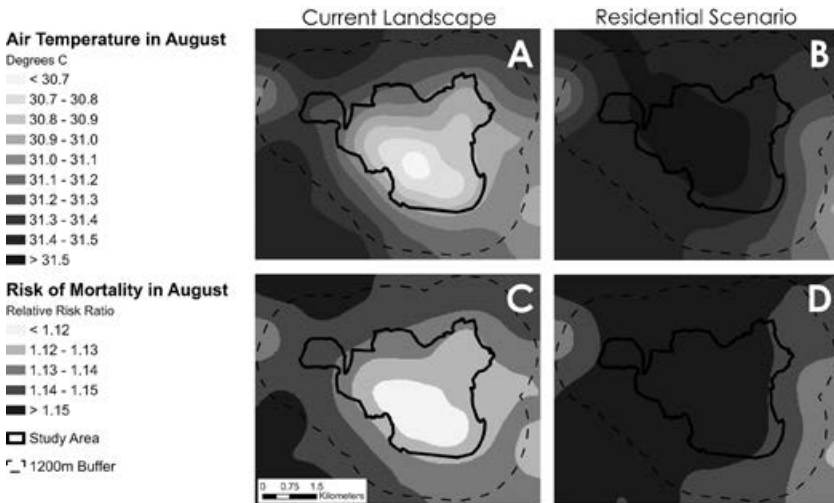 Current Landscape
Residential Scenario
Air Temperature in August
Degrees C
< 30.7
30.7 - 30.8
30.8 - 30.9
30.9 - 31.0
31.0 - 31.1
31.1 - 31.2
31.2 - 31.3
31.3 - 31.4
31.4 - 31.5
> 31.5
A
B
Risk of Mortality in August
Relative Risk Ratio
< 1.12
1.12 - 1.13
1.13 - 1.14
1.14 - 1.15
> 1.15
Study Area
1200m Buffer
C
D
0 0.75 1.5
Kilometers